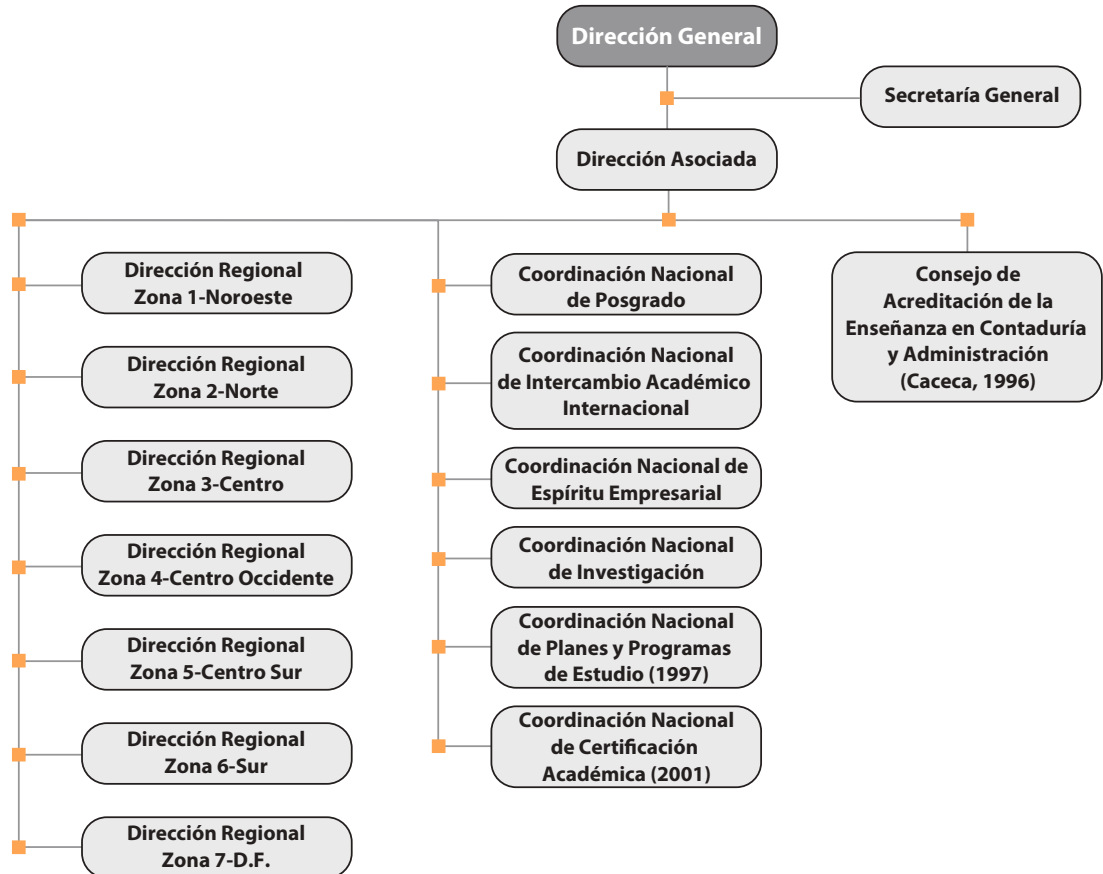 Dirección General
Secretaría General
Dirección Asociada
Dirección Regional
Zona 1-Noroeste
Dirección Regional
Zona 2-Norte
Dirección Regional
Zona 3-Centro
Dirección Regional
Zona 4-Centro Occidente
Dirección Regional
Zona 5-Centro Sur
Dirección Regional
Zona 6-Sur
Dirección Regional
Zona 7-D.F.
Coordinación Nacional
de Posgrado
Coordinación Nacional
de Intercambio Académico
Internacional
Coordinación Nacional de
Espíritu Empresarial
Coordinación Nacional
de Investigación
Coordinación Nacional
de Planes y Programas
de Estudio (1997)
Coordinación Nacional
de Certificación
Académica (2001)
Consejo de
Acreditación de la
Enseñanza en Contaduría
y Administración
(Caceca, 1996)